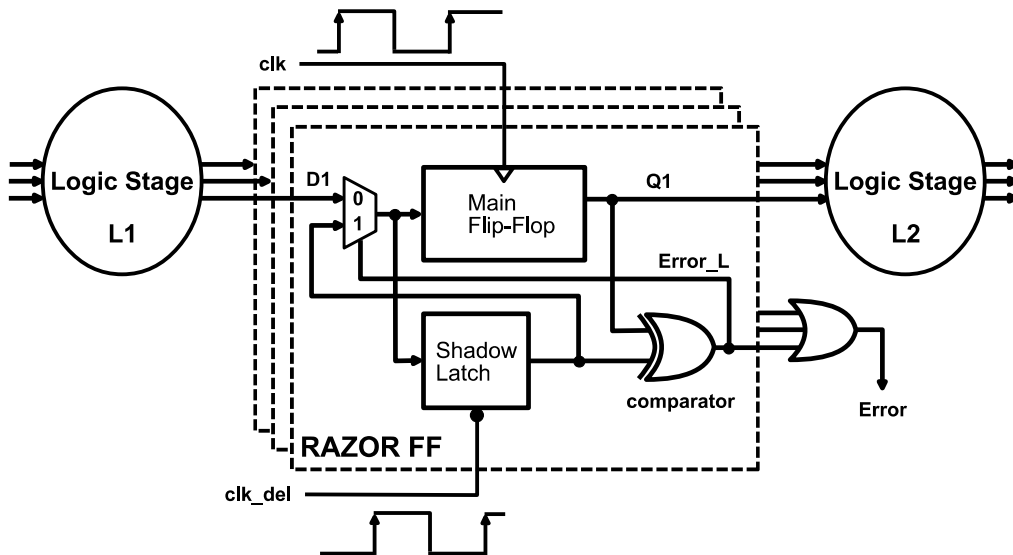 clk
Logic Stage
L1
D1
0
1
Main
Flip-Flop
Q1
Logic Stage
L2
Error_L
Shadow
Latch
comparator
Error
RAZOR FF
clk_del